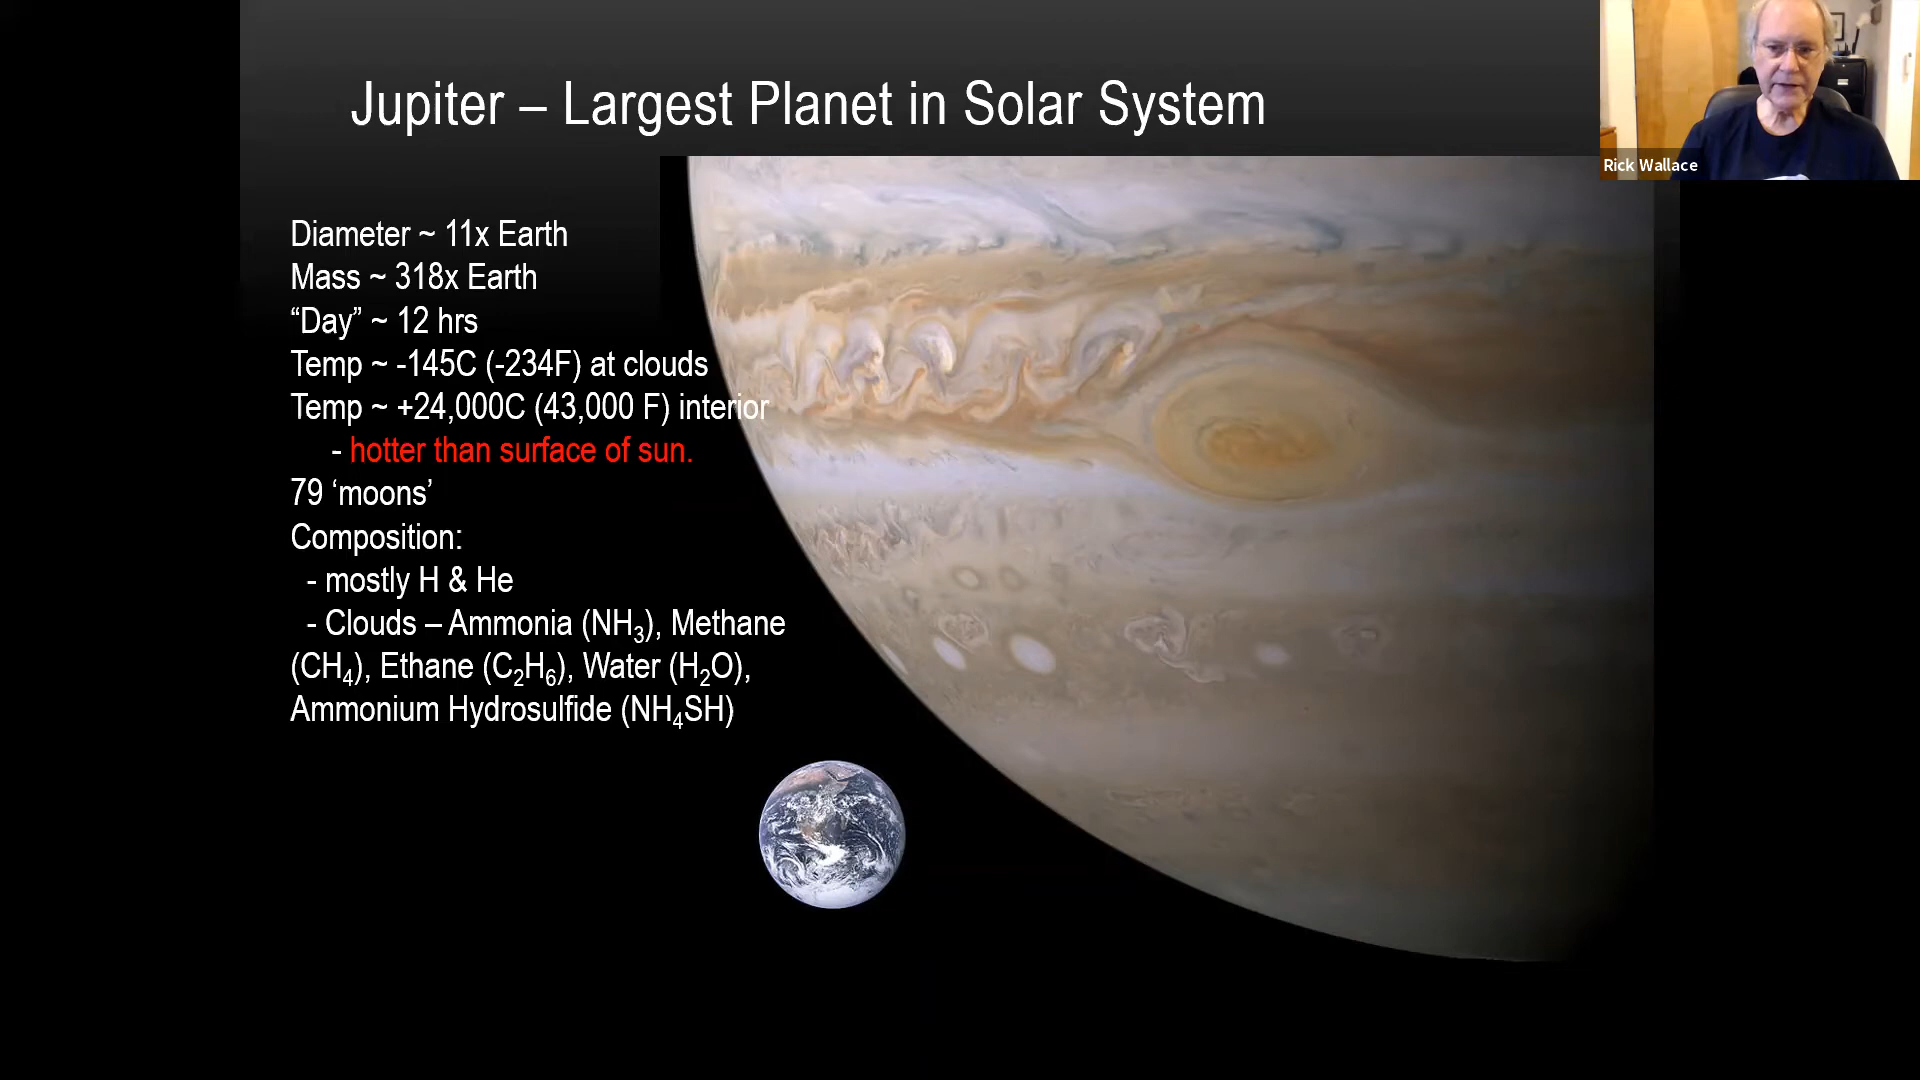 Jupiter – Largest Planet in Solar System
Rick Wallace
Diameter ~ 11x Earth
Mass ~ 318x Earth
“Day” ~ 12 hrs
Temp ~ -145C (-234F) at clouds
Temp ~ +24,000C (43,000 F) interior
- hotter than surface of sun.
79 ‘moons’
Composition:
- mostly H & He
- Clouds – Ammonia (NH₃), Methane
(CH₄), Ethane (C₂H₆), Water (H₂O),
Ammonium Hydrosulfide (NH₄SH)